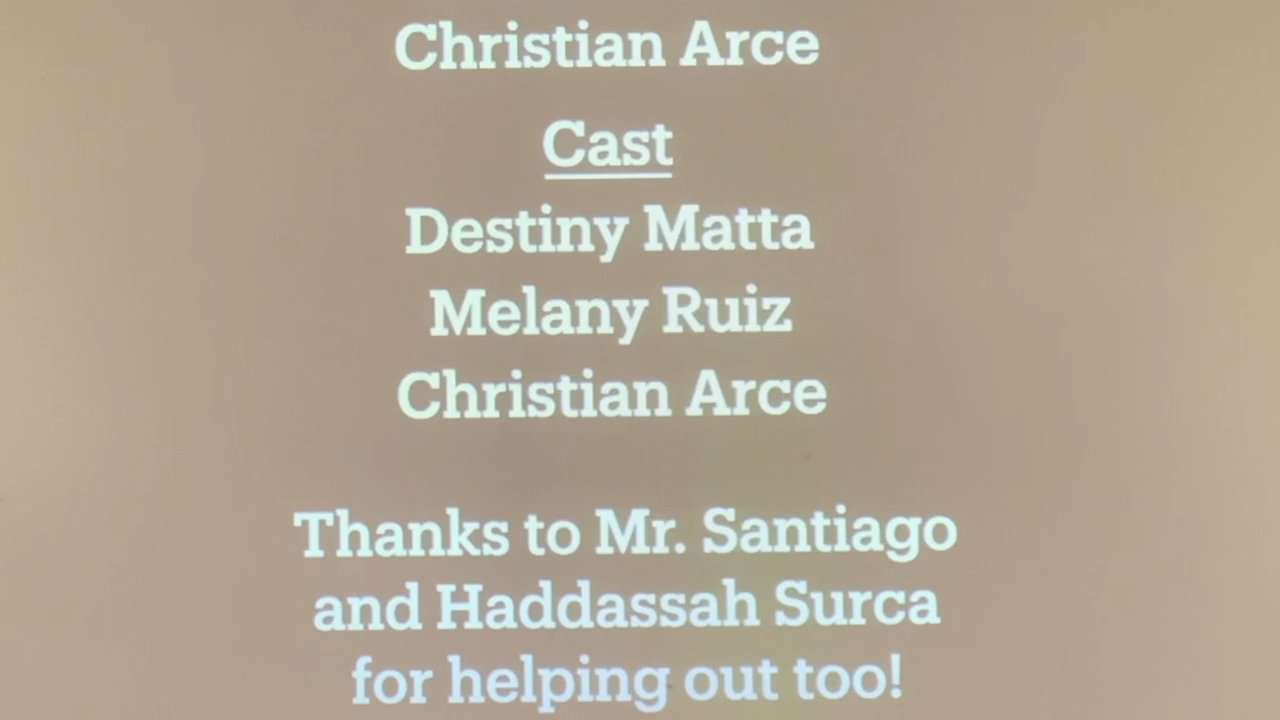 Christian Arce
Cast
Destiny Matta
Melany Ruiz
Christian Arce
Thanks to Mr. Santiago
and Haddassah Surca
for helping out too!